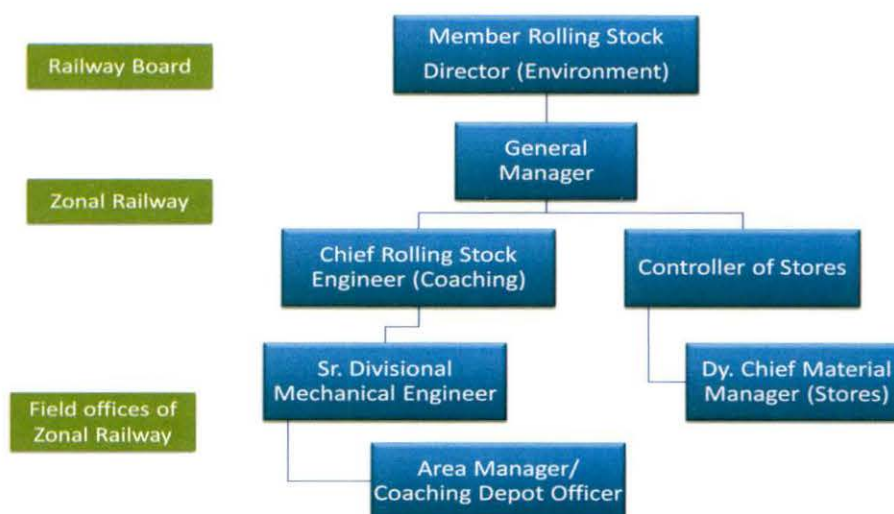 Railway Board
Member Rolling Stock
Director (Environment)
General
Manager
Zonal Railway
Chief Rolling Stock
Engineer (Coaching)
Controller of Stores
Sr. Divisional
Mechanical Engineer
Dy. Chief Material
Manager (Stores)
Field offices of
Zonal Railway
Area Manager/
Coaching Depot Officer